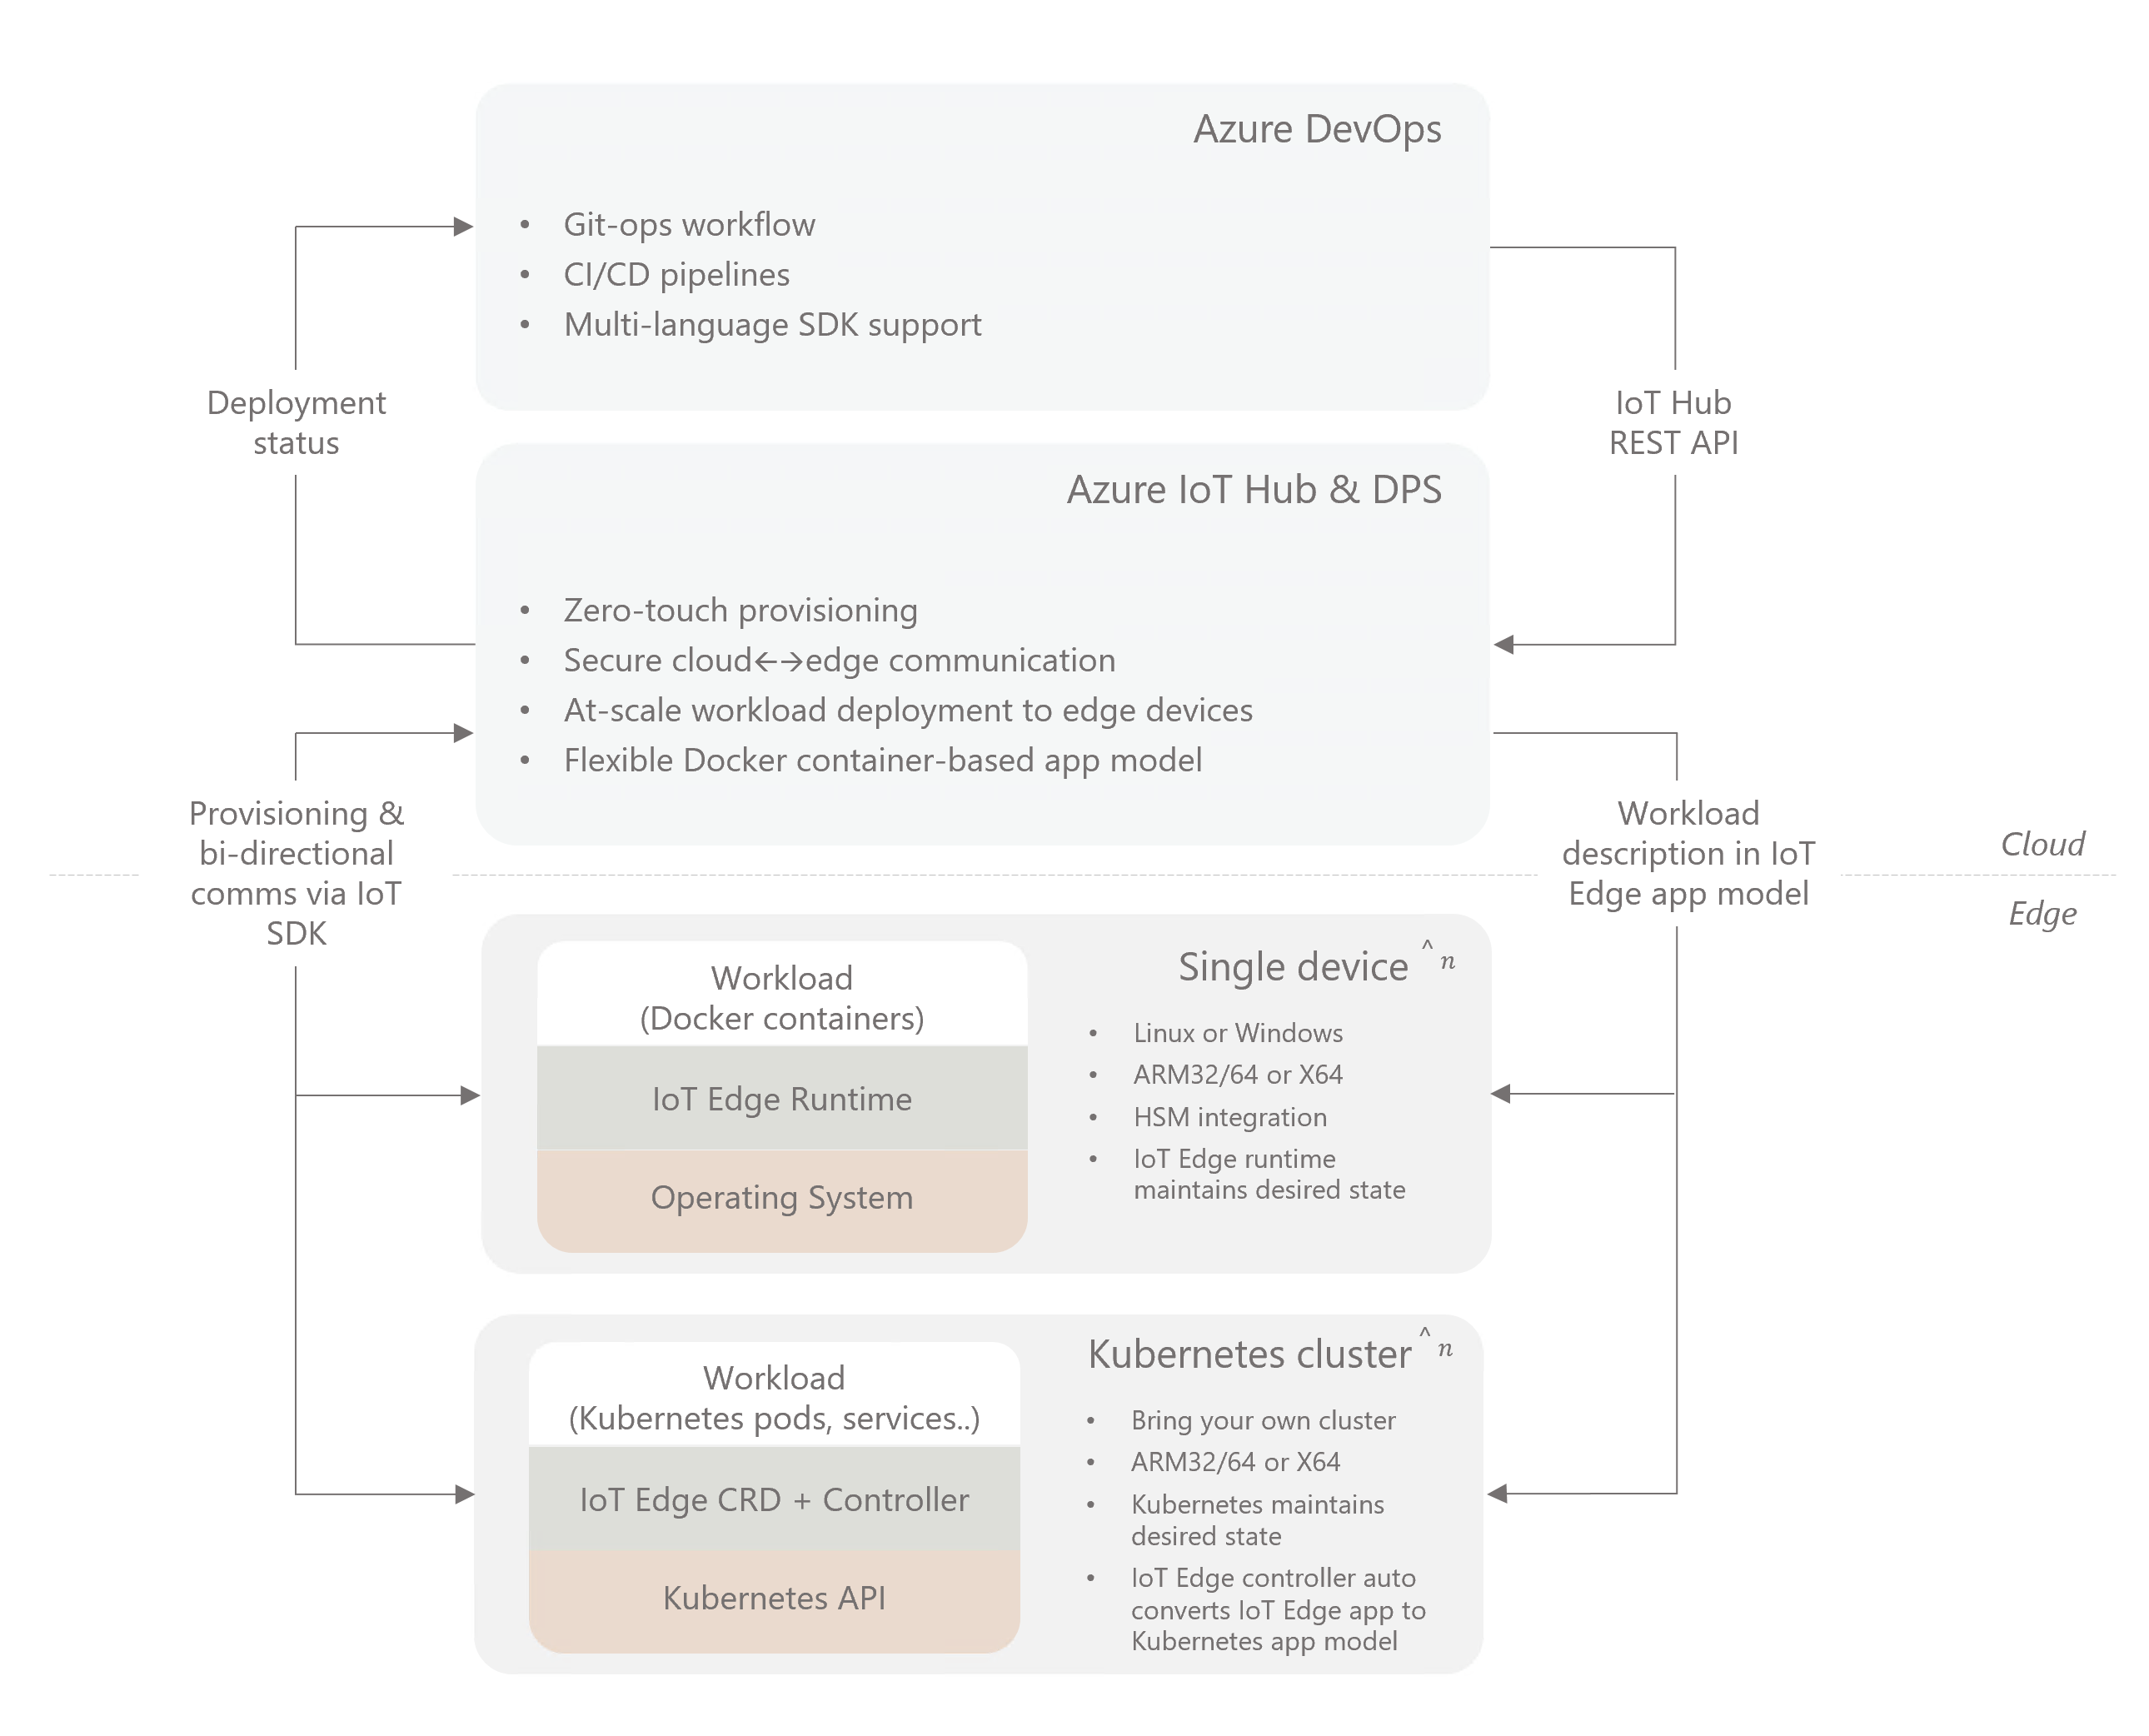 Azure DevOps
• Git-ops workflow
• CI/CD pipelines
• Multi-language SDK support
Deployment
status
IoT Hub
REST API
Azure IoT Hub & DPS
• Zero-touch provisioning
• Secure cloud←→edge communication
• At-scale workload deployment to edge devices
• Flexible Docker container-based app model
Provisioning &
bi-directional
comms via IoT
SDK
Workload
description in IoT
Edge app model
Cloud
Edge
Single device ^n
Workload
(Docker containers)
IoT Edge Runtime
Operating System
• Linux or Windows
• ARM32/64 or X64
• HSM integration
• IoT Edge runtime
maintains desired state
Kubernetes cluster ^n
Workload
(Kubernetes pods, services..)
IoT Edge CRD + Controller
Kubernetes API
• Bring your own cluster
• ARM32/64 or X64
• Kubernetes maintains
desired state
• IoT Edge controller auto
converts IoT Edge app to
Kubernetes app model